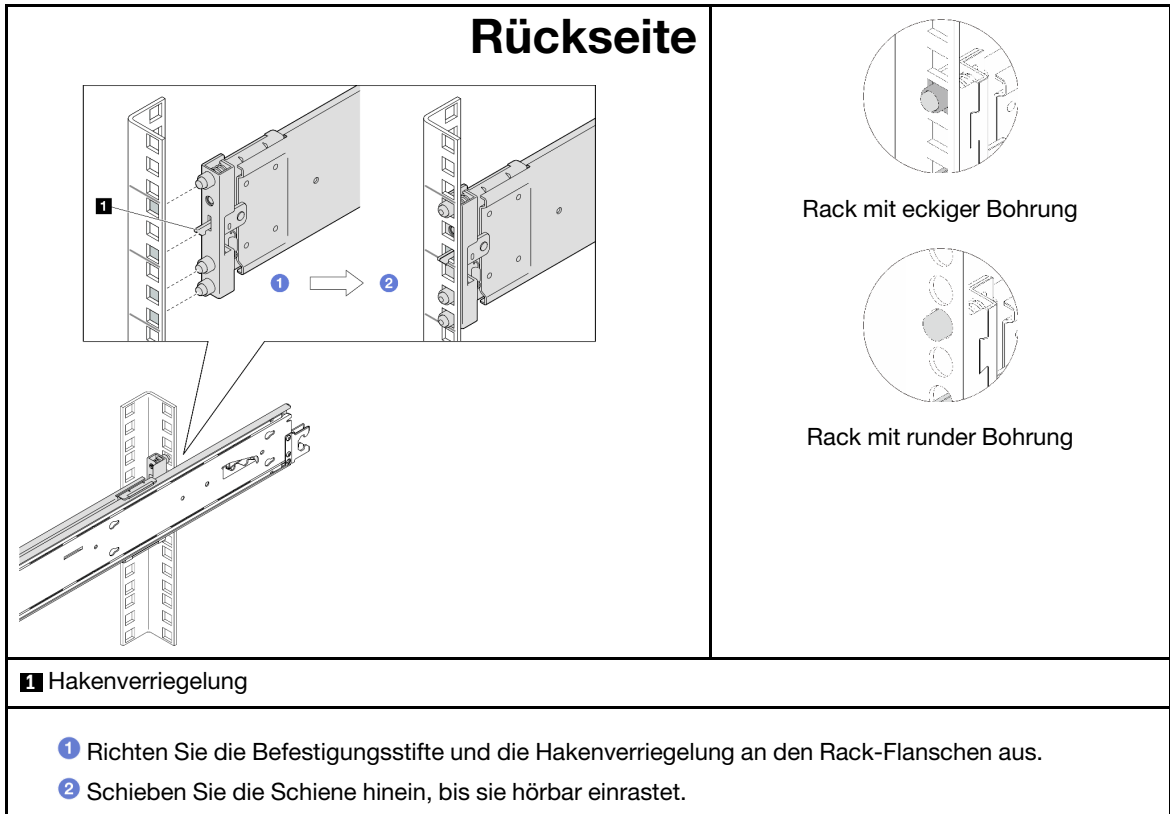 Rückseite
1
1
2
Rack mit eckiger Bohrung
Rack mit runder Bohrung
1 Hakenverriegelung
1 Richten Sie die Befestigungsstifte und die Hakenverriegelung an den Rack-Flanschen aus.
2 Schieben Sie die Schiene hinein, bis sie hörbar einrastet.